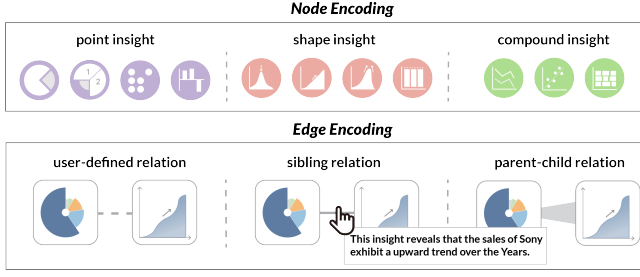 Node Encoding
point insight
shape insight
compound insight
1
2
Edge Encoding
user-defined relation
sibling relation
parent-child relation
This insight reveals that the sales of Sony
exhibit a upward trend over the Years.